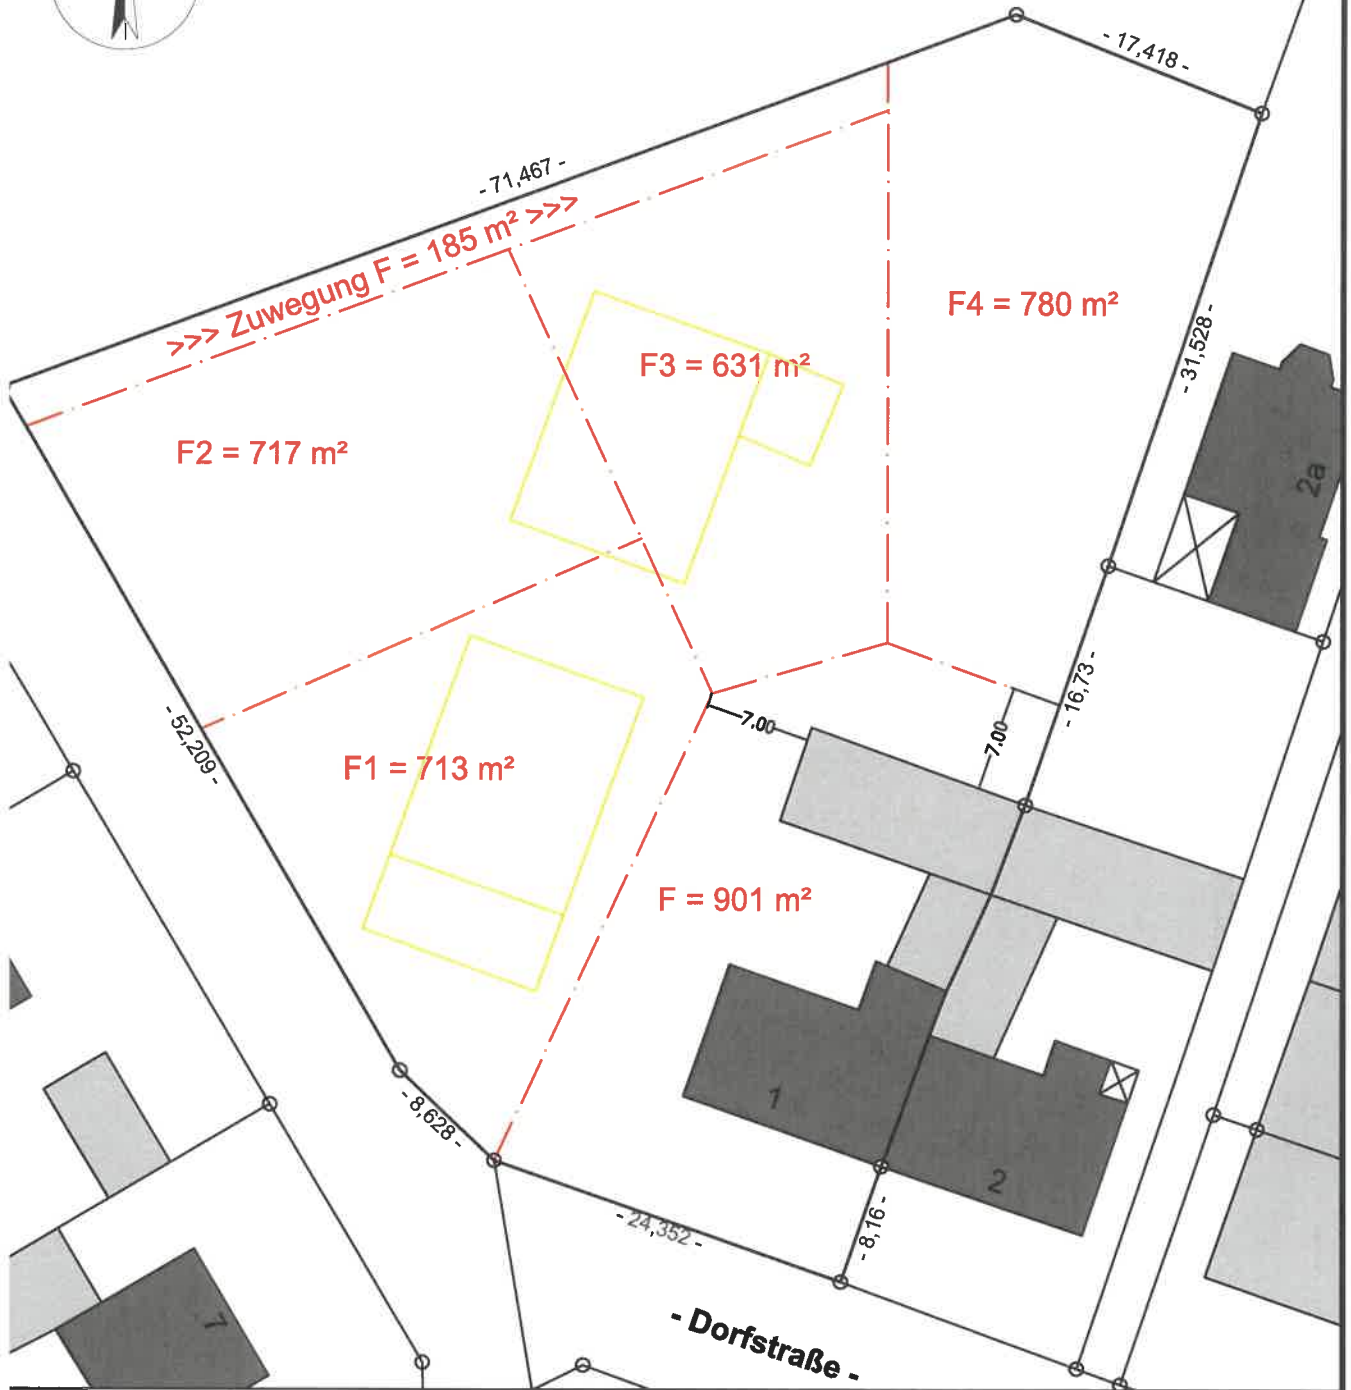 - 17,418 -
- 71,467 -
>>> Zuwegung F = 185 m² >>>
F4 = 780 m²
- 31,528 -
F3 = 631 m²
F2 = 717 m²
2a
- 16,73 -
- 52,209 -
7,00
7,00
F1 = 713 m²
F = 901 m²
1
- 8,628 -
2
- 24,352 -
- 8,16 -
7
- Dorfstraße -